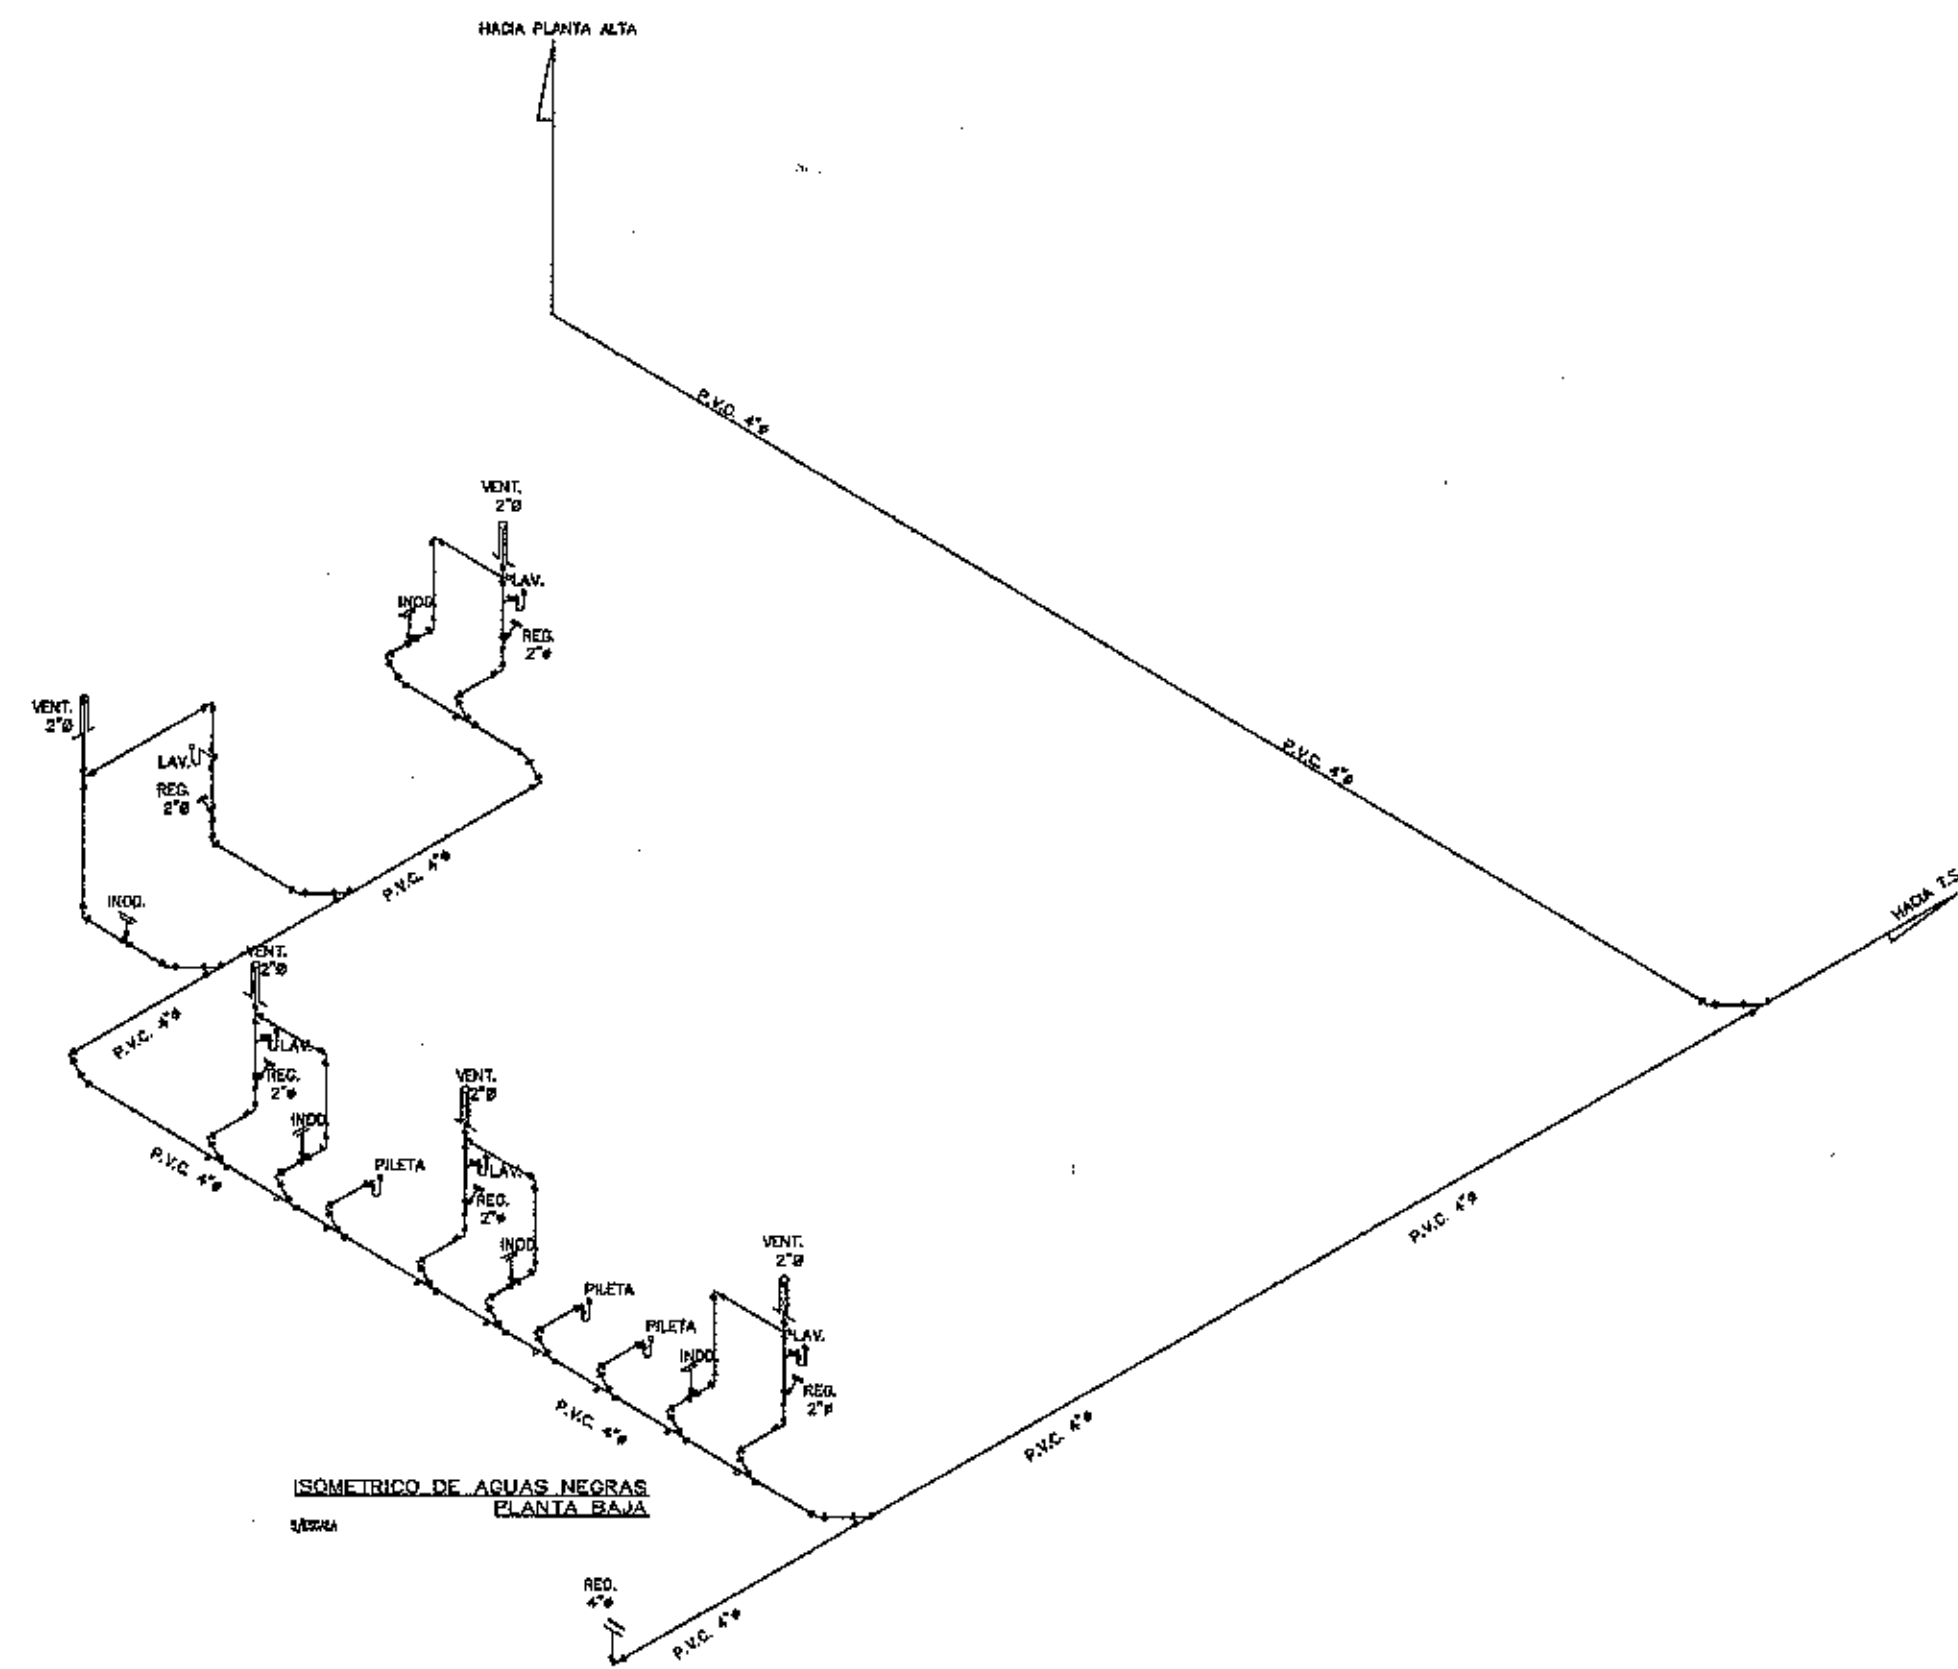 HACIA PLANTA ALTA
P.V.C. 4"Ø
VENT.
2"Ø
LAV.
INOD.
REG.
2"Ø
VENT.
2"Ø
LAV.
REG.
2"Ø
P.V.C. 4"Ø
INOD.
P.V.C. 4"Ø
HACIA T.S.
VENT.
2"Ø
P.V.C. 4"Ø
LAV.
REG.
2"Ø
INOD.
P.V.C. 4"Ø
PILETA
VENT.
2"Ø
LAV.
REG.
2"Ø
INOD.
PILETA
PILETA
VENT.
2"Ø
LAV.
INOD.
REG.
2"Ø
P.V.C. 4"Ø
P.V.C. 4"Ø
P.V.C. 4"Ø
ISOMETRICO DE AGUAS NEGRAS
PLANTA BAJA
S/ESCALA
REG.
4"Ø
P.V.C. 4"Ø